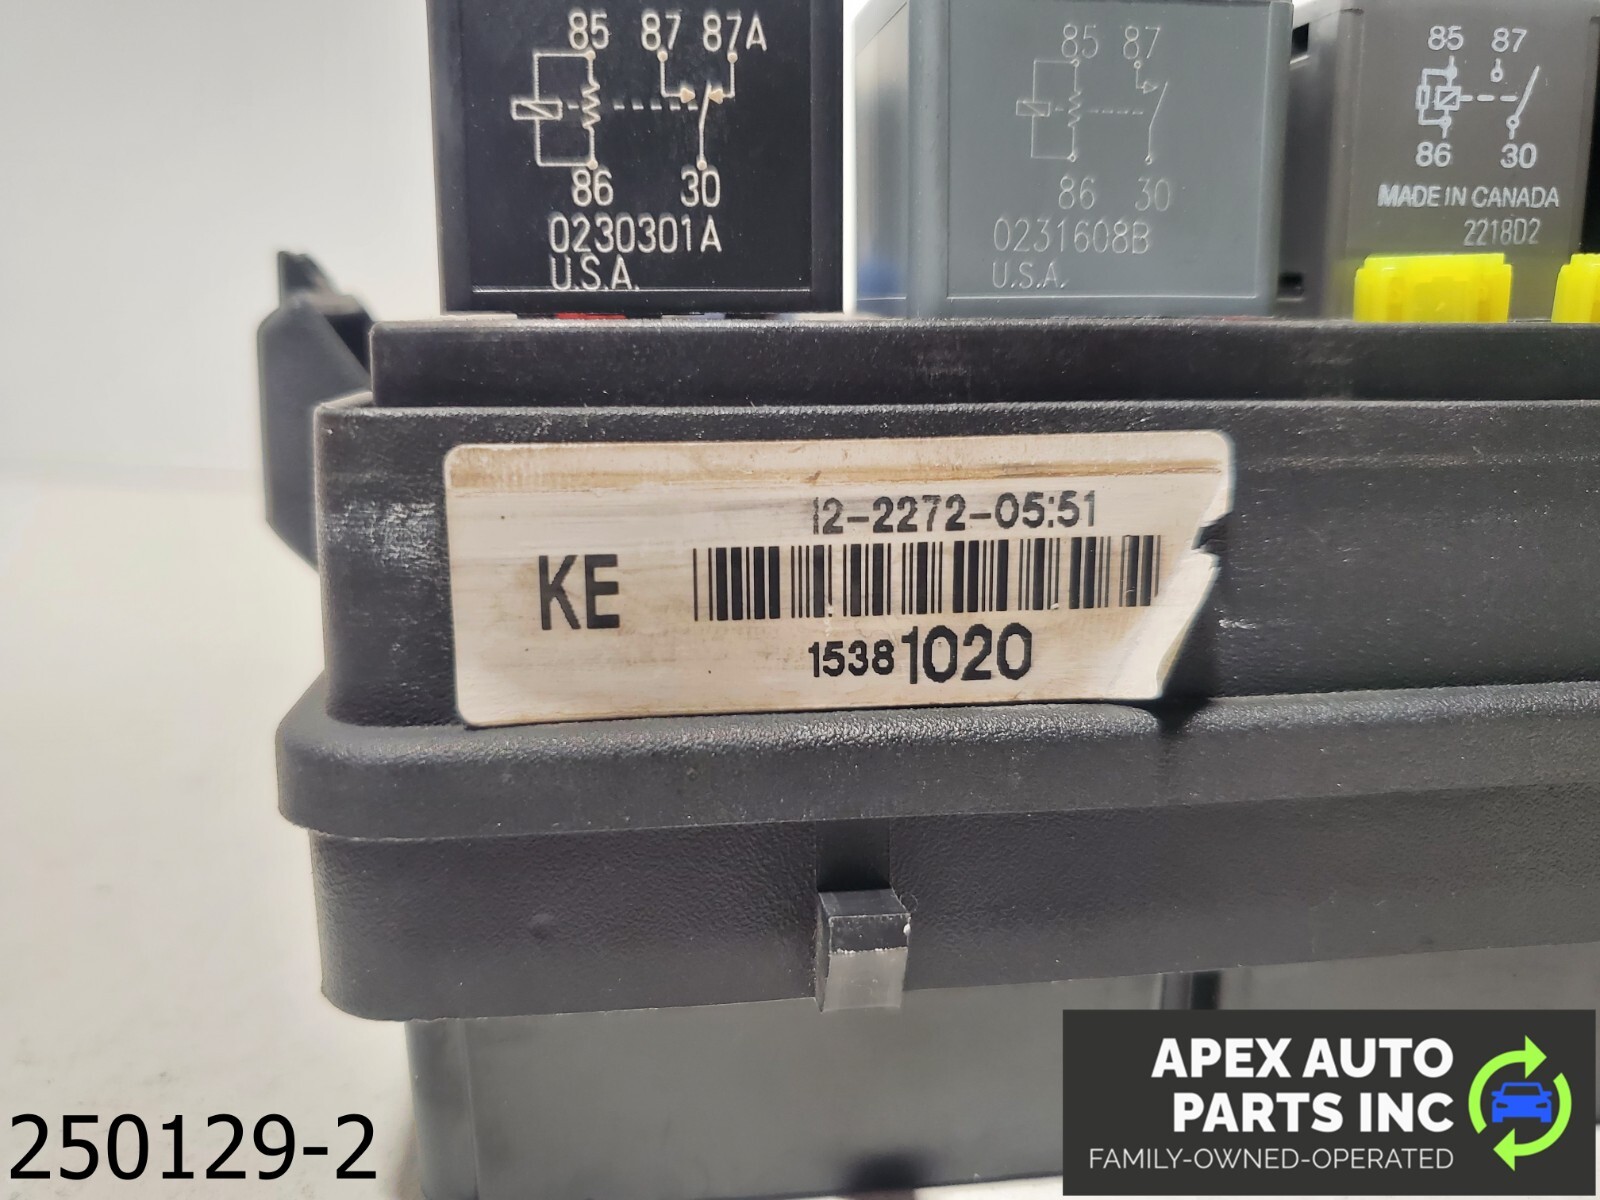 85 87 87A
86 30
0230301A
U.S.A.
85 87
86 30
0231608B
U.S.A.
85 87
86 30
MADE IN CANADA
2218D2
12-2272-05:51
KE
15381020
250129-2
APEX AUTO
PARTS INC
FAMILY-OWNED-OPERATED